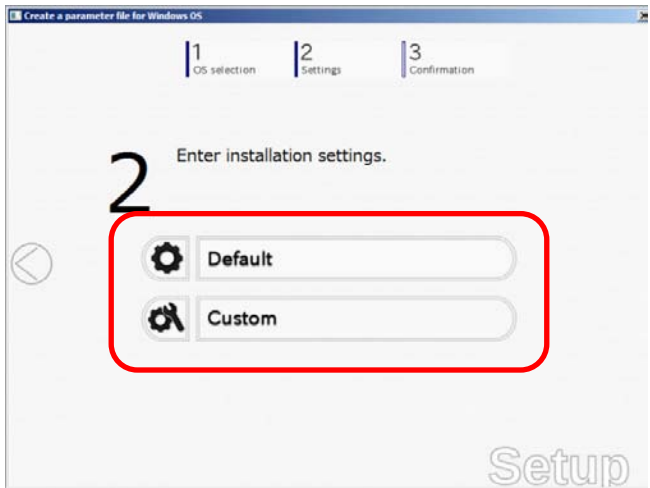 Create a parameter file for Windows OS
1 2 3
OS selection Settings Confirmation
2 Enter installation settings.
Default
Custom
Setup